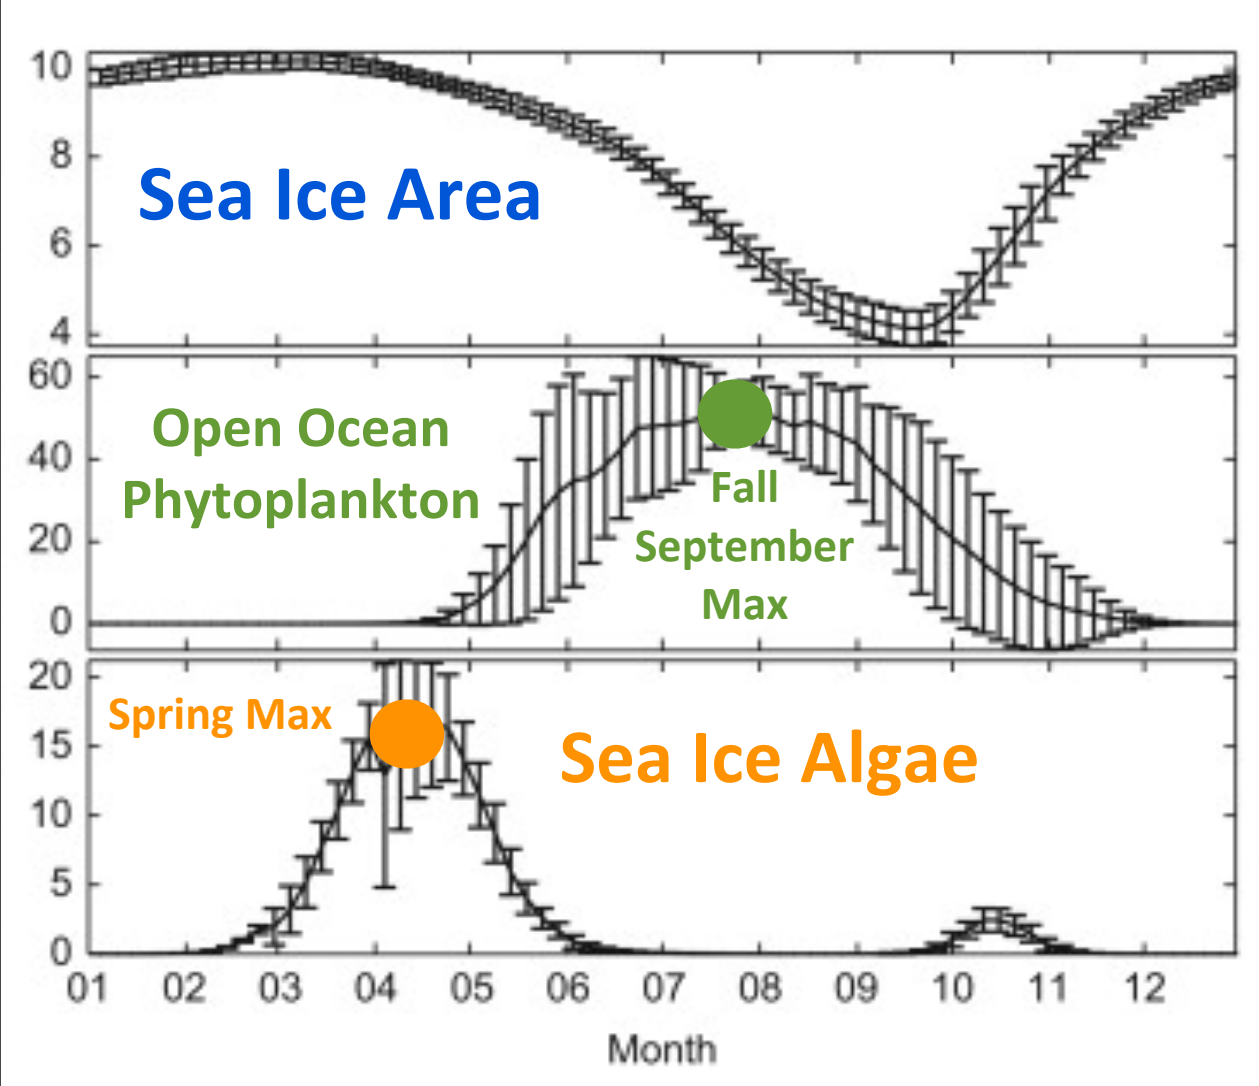 10
8
6
4
Sea Ice Area
60
40
20
0
Open Ocean
Phytoplankton
Fall
September
Max
20
15
10
5
0
Spring Max
Sea Ice Algae
01 02 03 04 05 06 07 08 09 10 11 12
Month